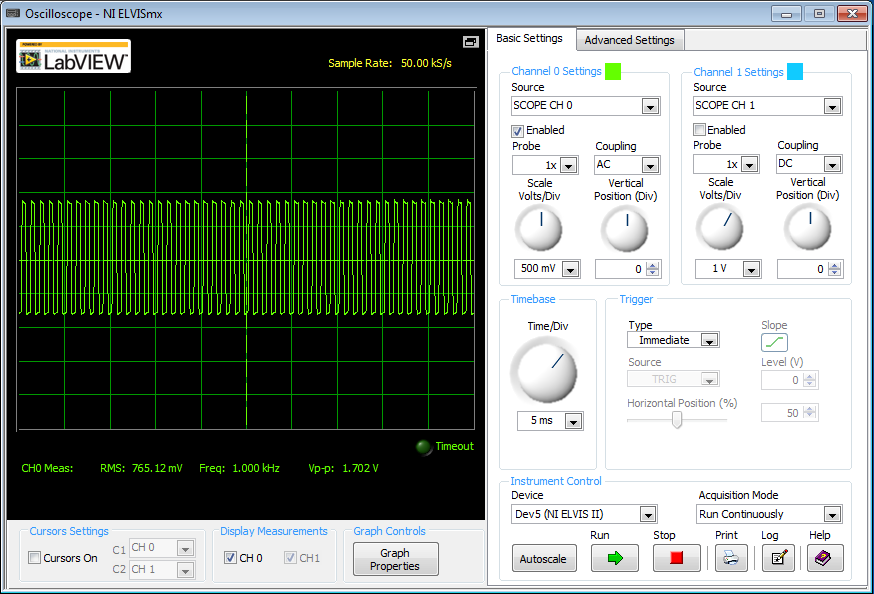 Oscilloscope - NI ELVISmx
POWERED BY
NATIONAL INSTRUMENTS
LabVIEW™
Sample Rate: 50.00 kS/s
Timeout
CH0 Meas: RMS: 765.12 mV Freq: 1.000 kHz Vp-p: 1.702 V
Cursors Settings
Cursors On
C1 CH 0
C2 CH 1
Display Measurements
CH 0 CH1
Graph Controls
Graph
Properties
Basic Settings Advanced Settings
Channel 0 Settings
Source
SCOPE CH 0
Enabled
Probe Coupling
1x AC
Scale Vertical
Volts/Div Position (Div)
500 mV 0
Channel 1 Settings
Source
SCOPE CH 1
Enabled
Probe Coupling
1x DC
Scale Vertical
Volts/Div Position (Div)
1 V 0
Timebase
Time/Div
5 ms
Trigger
Type Slope
Immediate
Source Level (V)
TRIG 0
Horizontal Position (%)
50
Instrument Control
Device Acquisition Mode
Dev5 (NI ELVIS II) Run Continuously
Run Stop Print Log Help
Autoscale